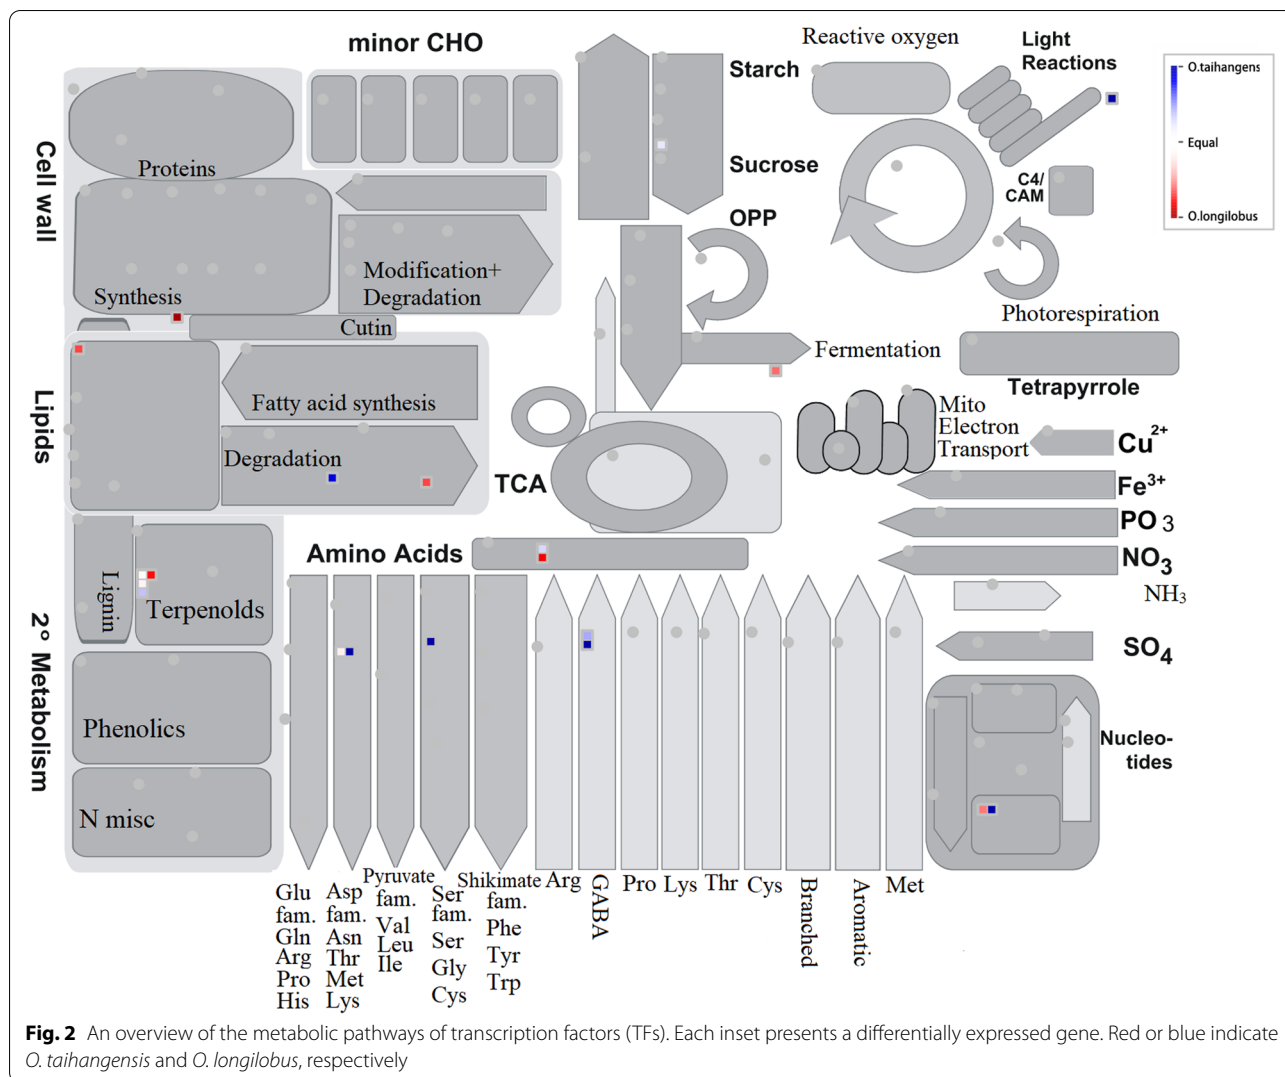 minor CHO
Reactive oxygen
Light
Reactions
O.taihangens
Equal
O.longilobus
Starch
Sucrose
OPP
C4/
CAM
Cell wall
Proteins
Modification+
Degradation
Synthesis
Cutin
Photorespiration
Fermentation
Tetrapyrrole
Lipids
Fatty acid synthesis
Degradation
TCA
Mito
Electron
Transport
Cu2+
Fe3+
PO 3
NO3
NH3
SO4
Amino Acids
2° Metabolism
Lignin
Terpenolds
Phenolics
N misc
Nucleo-
tides
Glu
fam.
Gln
Arg
Pro
His
Asp
fam.
Asn
Thr
Met
Lys
Pyruvate
fam.
Val
Leu
Ile
Ser
fam.
Ser
Gly
Cys
Shikimate
fam.
Phe
Tyr
Trp
Arg
GABA
Pro
Lys
Thr
Cys
Branched
Aromatic
Met
Fig. 2 An overview of the metabolic pathways of transcription factors (TFs). Each inset presents a differentially expressed gene. Red or blue indicate
O. taihangensis and O. longilobus, respectively